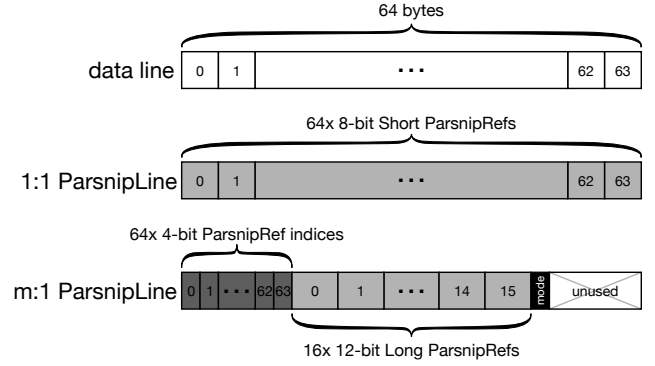 64 bytes
data line 0 1 ··· 62 63
64x 8-bit Short ParsnipRefs
1:1 ParsnipLine 0 1 ··· 62 63
64x 4-bit ParsnipRef indices
m:1 ParsnipLine 0 1 ··· 62 63 0 1 ··· 14 15 mode unused
16x 12-bit Long ParsnipRefs